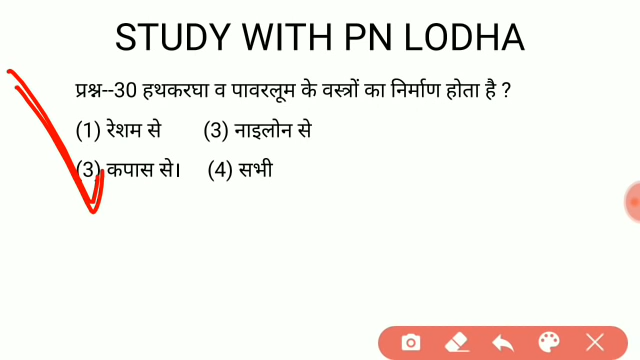 STUDY WITH PN LODHA
प्रश्न--30 हथकरघा व पावरलूम के वस्त्रों का निर्माण होता है ?
(1) रेशम से (3) नाइलोन से
(3) कपास से। (4) सभी